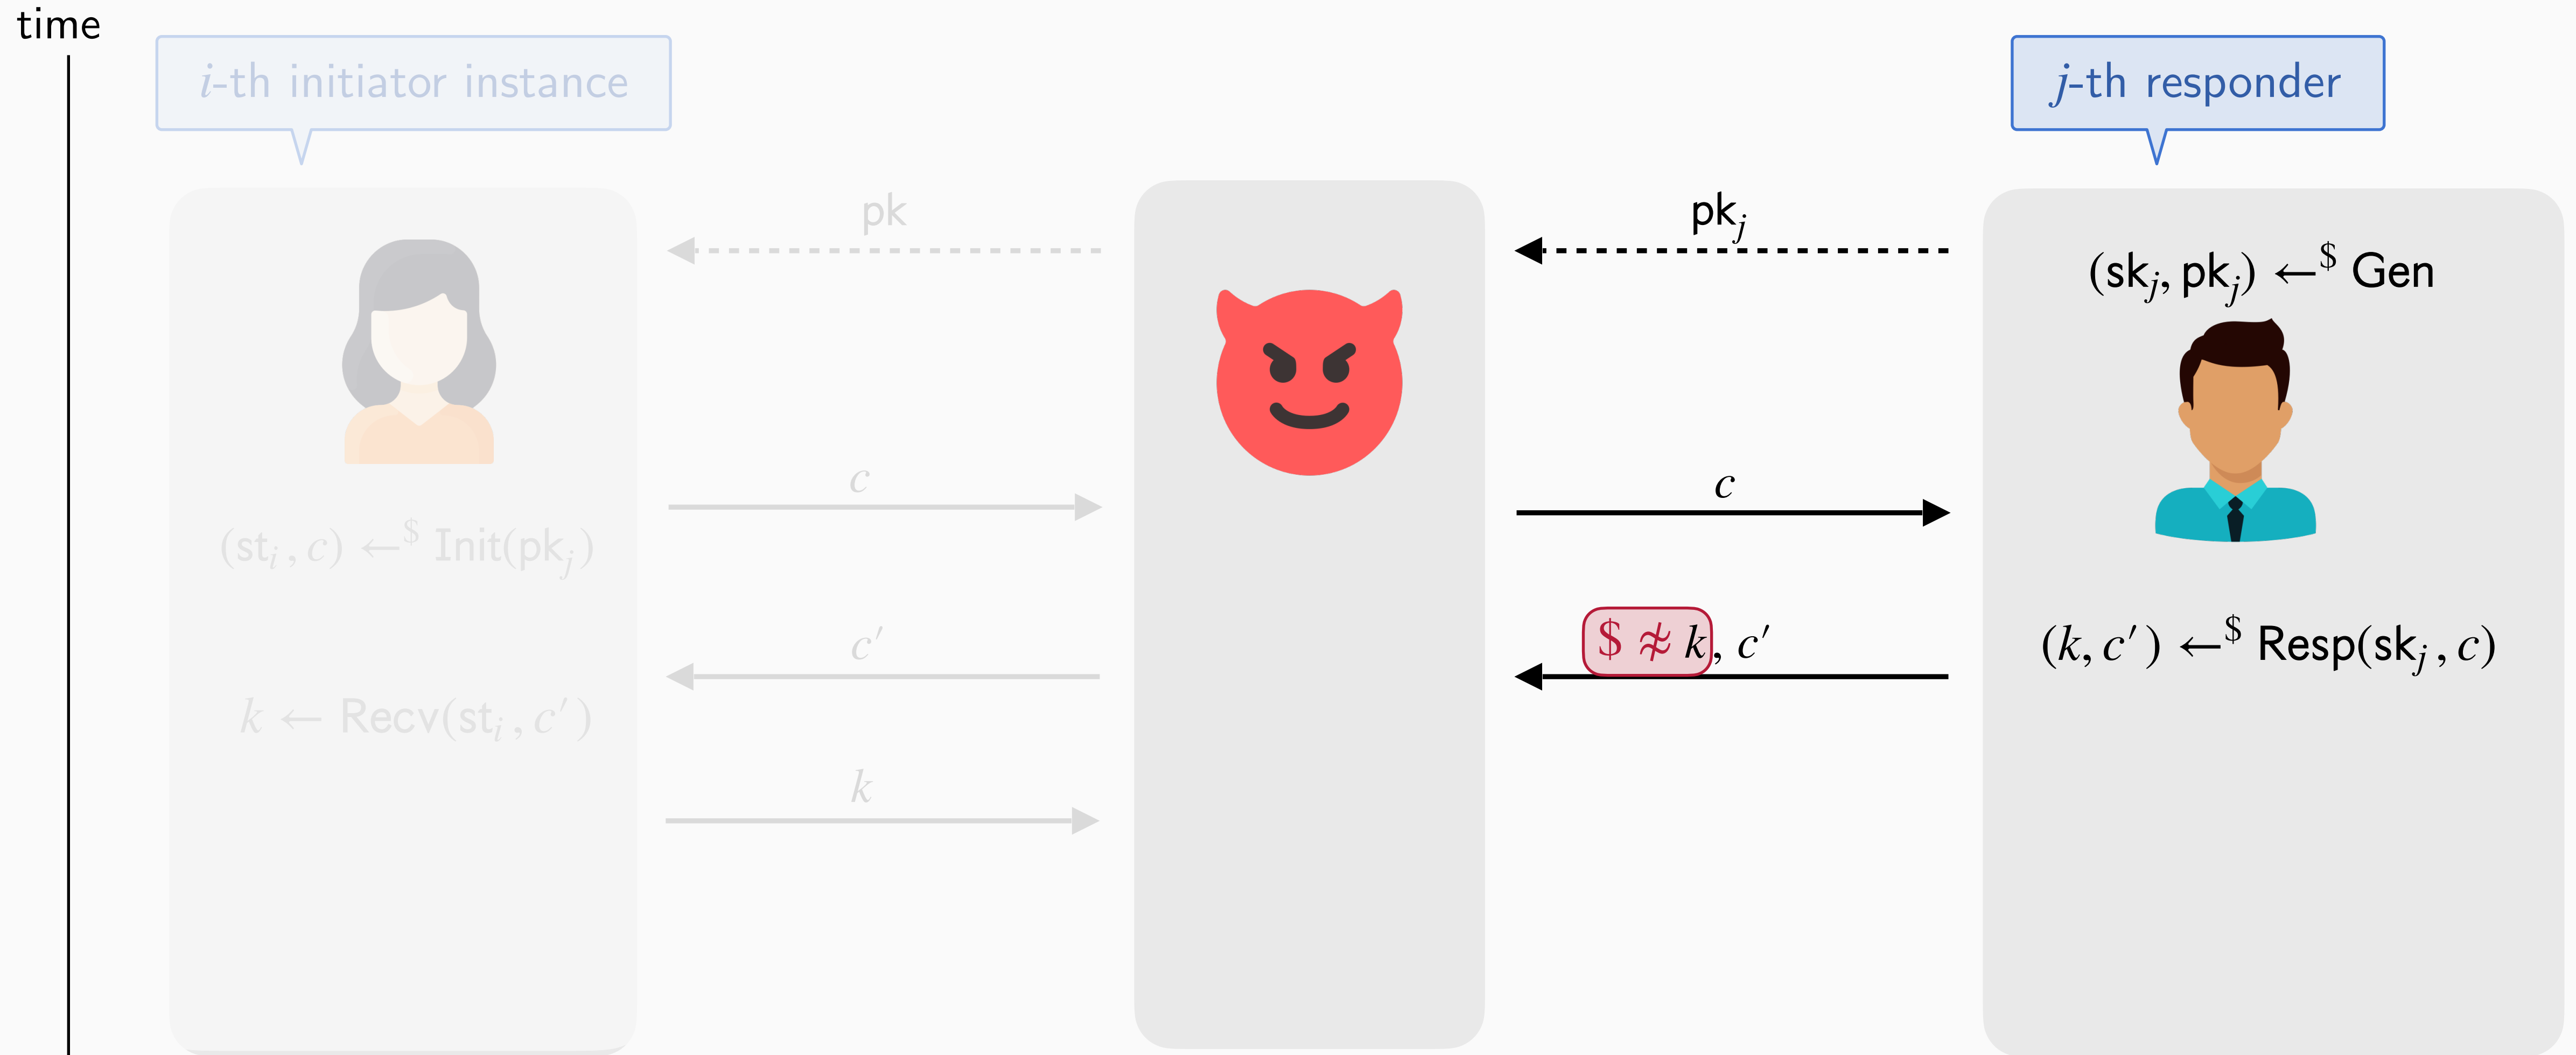 time
i-th initiator instance
j-th responder
pk
pk_j
(sk_j, pk_j) ←$ Gen
c
c
(st_i, c) ←$ Init(pk_j)
c′
$ ≉ k, c′
(k, c′) ←$ Resp(sk_j, c)
k ← Recv(st_i, c′)
k